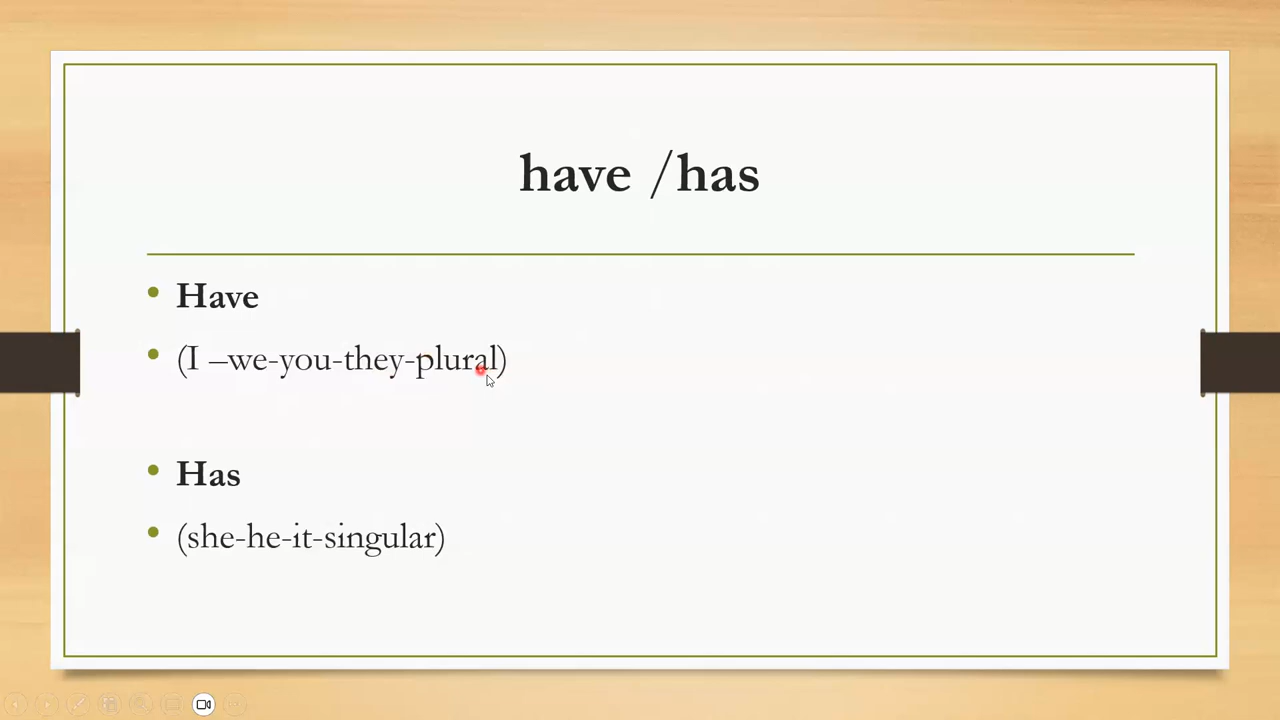 have /has
• Have
• (I –we-you-they-plural)
• Has
• (she-he-it-singular)